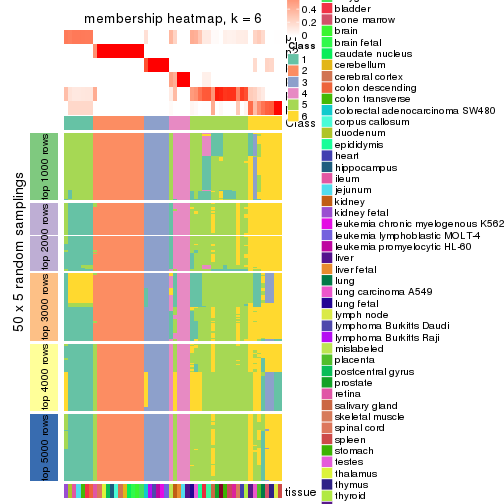 membership heatmap, k = 6
50 x 5 random samplings
top 1000 rows
top 2000 rows
top 3000 rows
top 4000 rows
top 5000 rows
0.4
0.2
0
Class
1
2
3
4
5
6
Class
tissue
bladder
bone marrow
brain
brain fetal
caudate nucleus
cerebellum
cerebral cortex
colon descending
colon transverse
colorectal adenocarcinoma SW480
corpus callosum
duodenum
epididymis
heart
hippocampus
ileum
jejunum
kidney
kidney fetal
leukemia chronic myelogenous K562
leukemia lymphoblastic MOLT-4
leukemia promyelocytic HL-60
liver
liver fetal
lung
lung carcinoma A549
lung fetal
lymph node
lymphoma Burkitts Daudi
lymphoma Burkitts Raji
mislabeled
placenta
postcentral gyrus
prostate
retina
salivary gland
skeletal muscle
spinal cord
spleen
stomach
testes
thalamus
thymus
thyroid